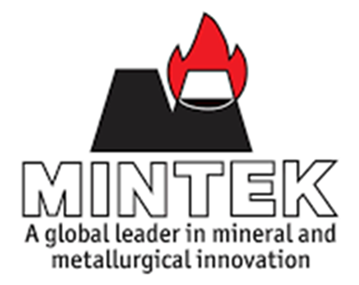 MINTEK
A global leader in mineral and
metallurgical innovation